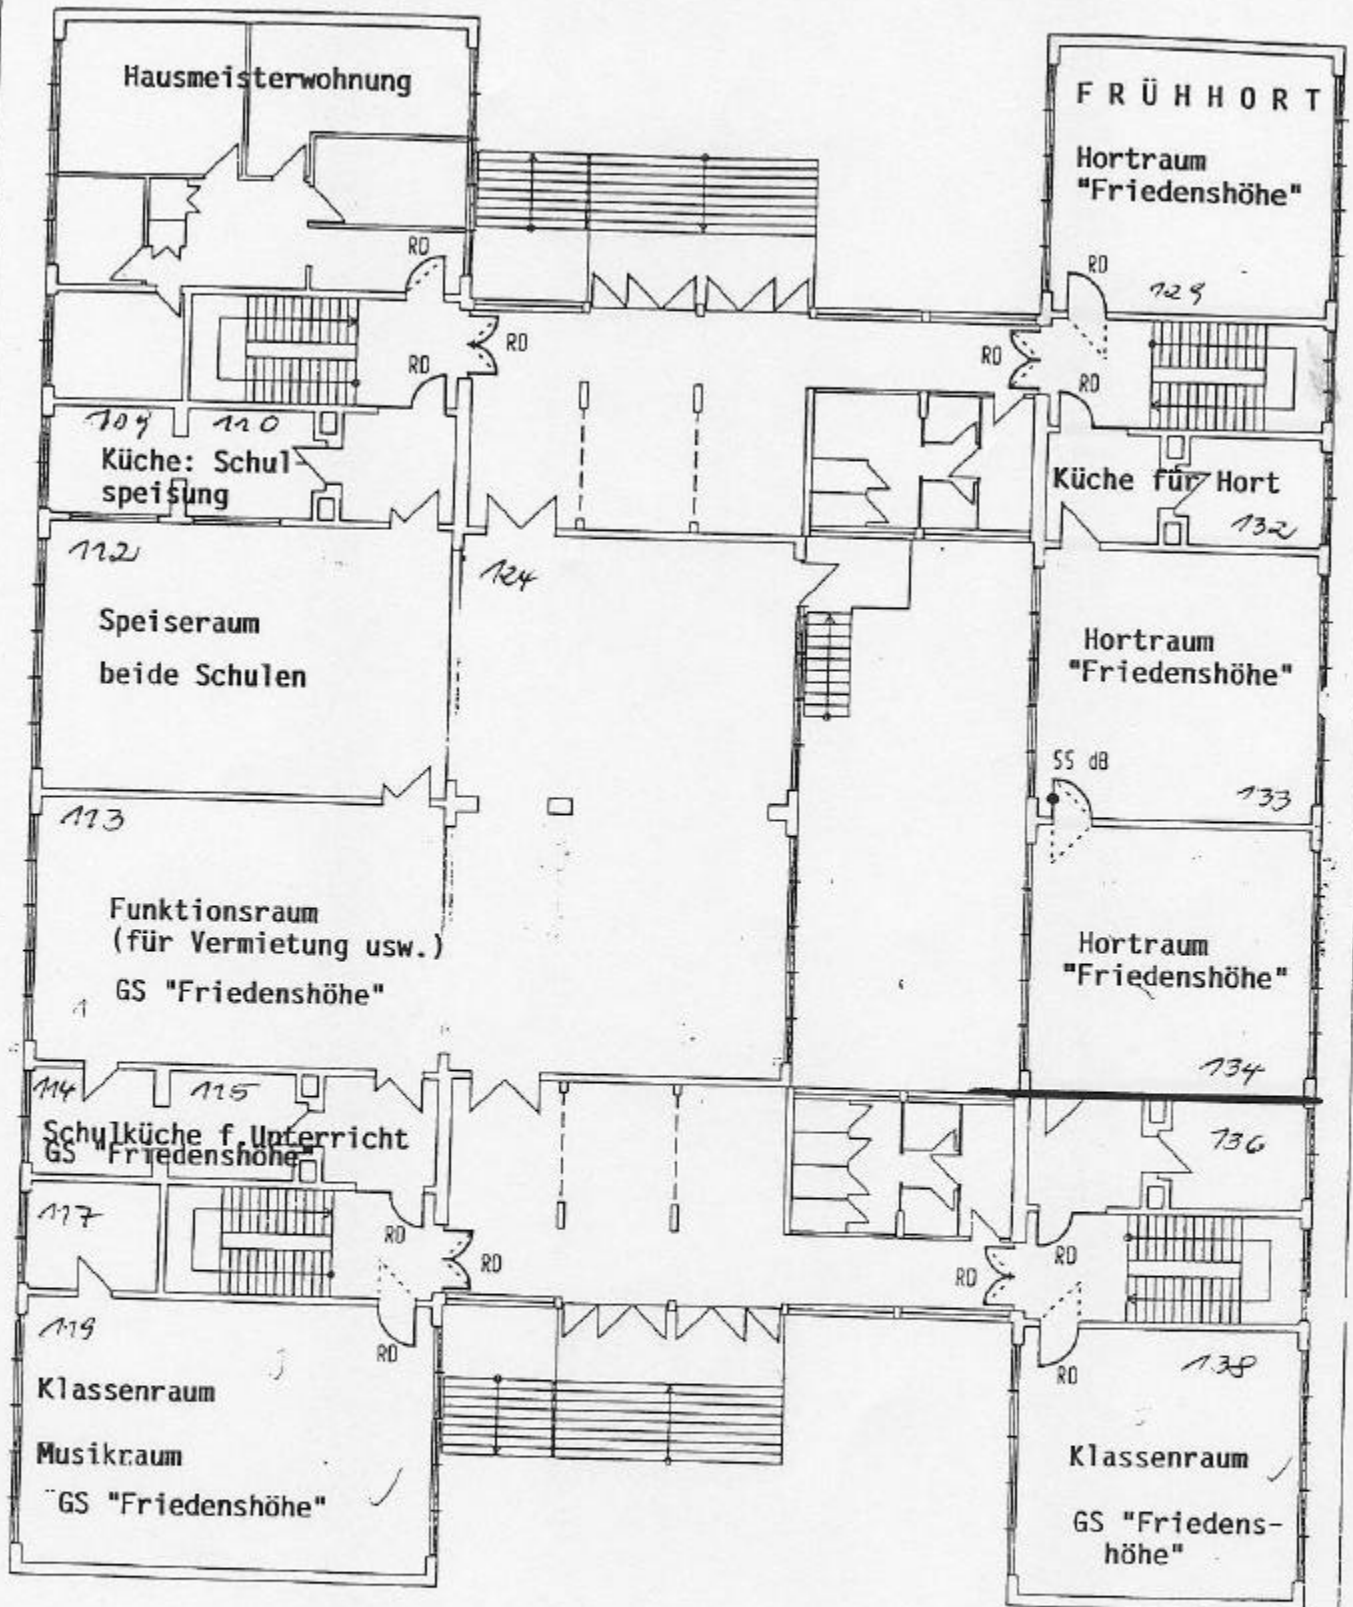 Hausmeisterwohnung
FRÜHHORT
Hortraum
"Friedenshöhe"
RD
RD
129
RD
RD
RD
RD
RD
109
110
Küche: Schul-
speisung
Küche für Hort
132
112
124
Speiseraum
beide Schulen
Hortraum
"Friedenshöhe"
SS dB
133
113
Funktionsraum
(für Vermietung usw.)
GS "Friedenshöhe"
Hortraum
"Friedenshöhe"
134
114
115
Schulküche f.Unterricht
GS "Friedenshöhe"
136
117
RD
RD
RD
RD
119
RD
Klassenraum
Musikraum
GS "Friedenshöhe"
RD
138
Klassenraum
GS "Friedens-
höhe"